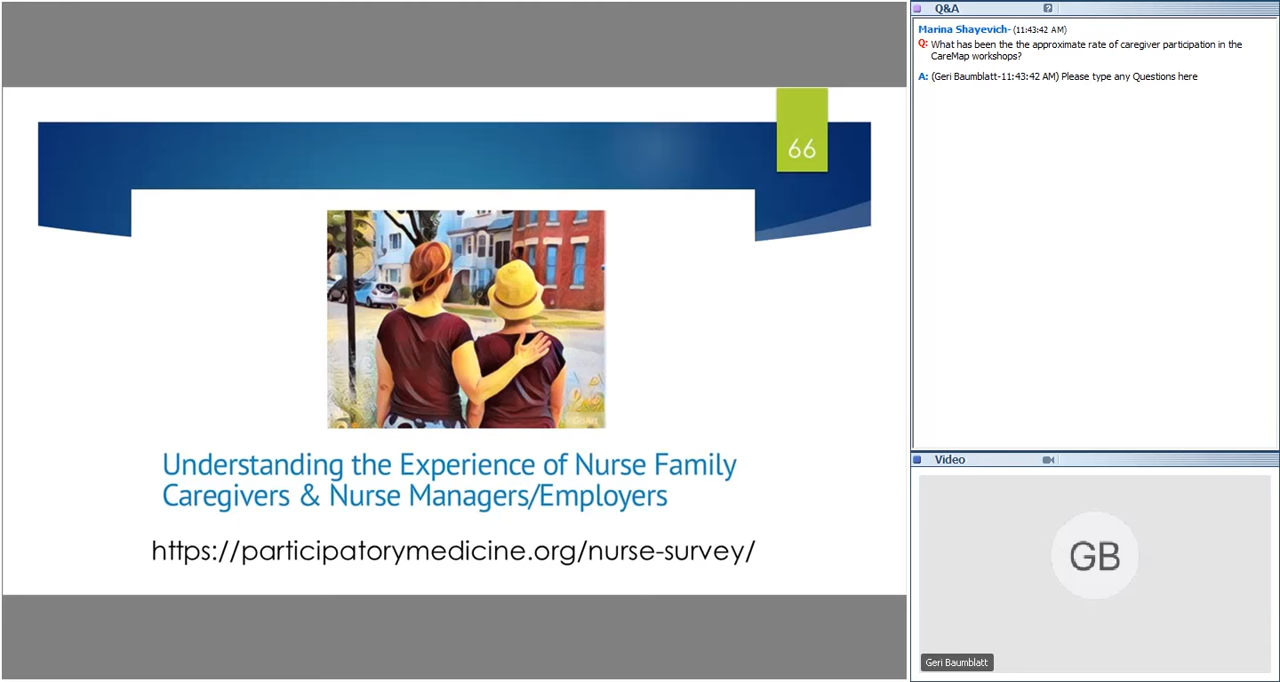 66
Understanding the Experience of Nurse Family
Caregivers & Nurse Managers/Employers
https://participatorymedicine.org/nurse-survey/
Q&A
?
Marina Shayevich- (11:43:42 AM)
Q: What has been the the approximate rate of caregiver participation in the
CareMap workshops?
A: (Geri Baumblatt-11:43:42 AM) Please type any Questions here
Video
GB
Geri Baumblatt